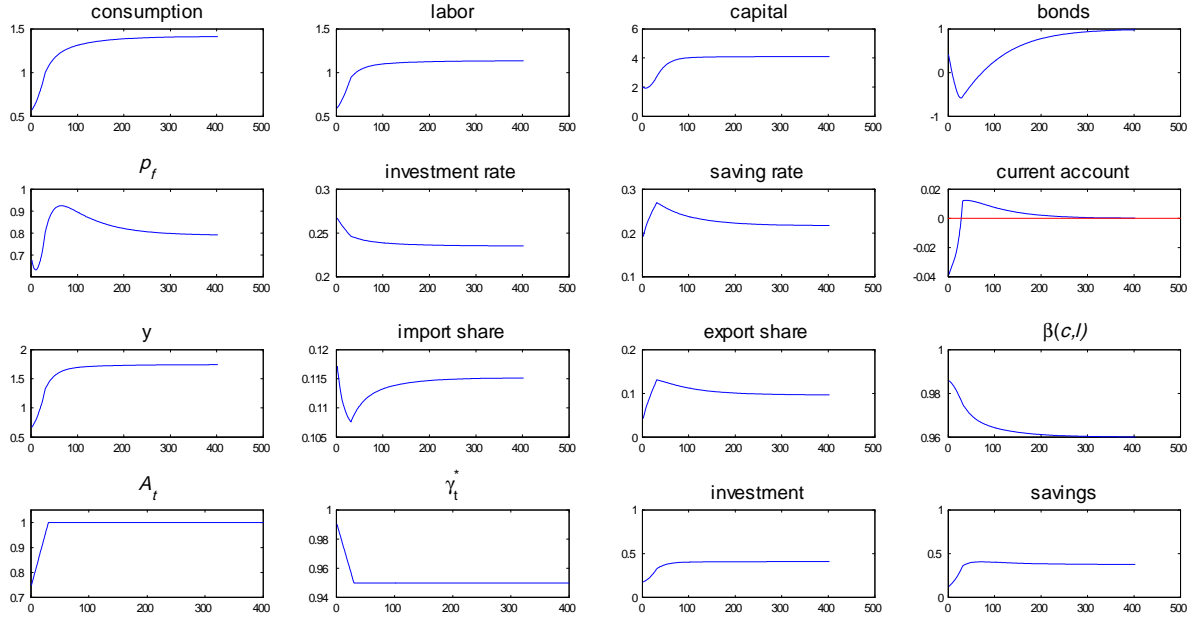 consumption
1.5
1
0.5
0 100 200 300 400 500
labor
1.5
1
0.5
0 100 200 300 400 500
capital
6
4
2
0
0 100 200 300 400 500
bonds
1
0
-1
0 100 200 300 400 500
p_f
1
0.9
0.8
0.7
0 100 200 300 400 500
investment rate
0.3
0.25
0.2
0 100 200 300 400 500
saving rate
0.3
0.2
0.1
0 100 200 300 400 500
current account
0.02
0
-0.02
-0.04
0 100 200 300 400 500
y
2
1.5
1
0.5
0 100 200 300 400 500
import share
0.12
0.115
0.11
0.105
0 100 200 300 400 500
export share
0.2
0.1
0
0 100 200 300 400 500
β(c,l)
1
0.98
0.96
0 100 200 300 400 500
A_t
1
0.9
0.8
0.7
0 100 200 300 400
γ_t^*
1
0.98
0.96
0.94
0 100 200 300 400
investment
1
0.5
0
0 100 200 300 400 500
savings
1
0.5
0
0 100 200 300 400 500